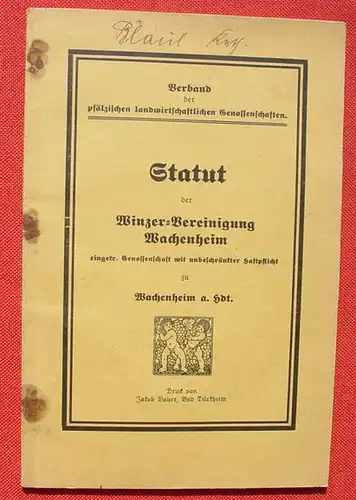 Verband
der
pfälzischen landwirtschaftlichen Genossenschaften.
Statut
der
Winzer=Vereinigung
Wachenheim
eingetr. Genossenschaft mit unbeschränkter Haftpflicht
zu
Wachenheim a. Hdt.
Druck von
Jakob Bauer, Bad Dürkheim